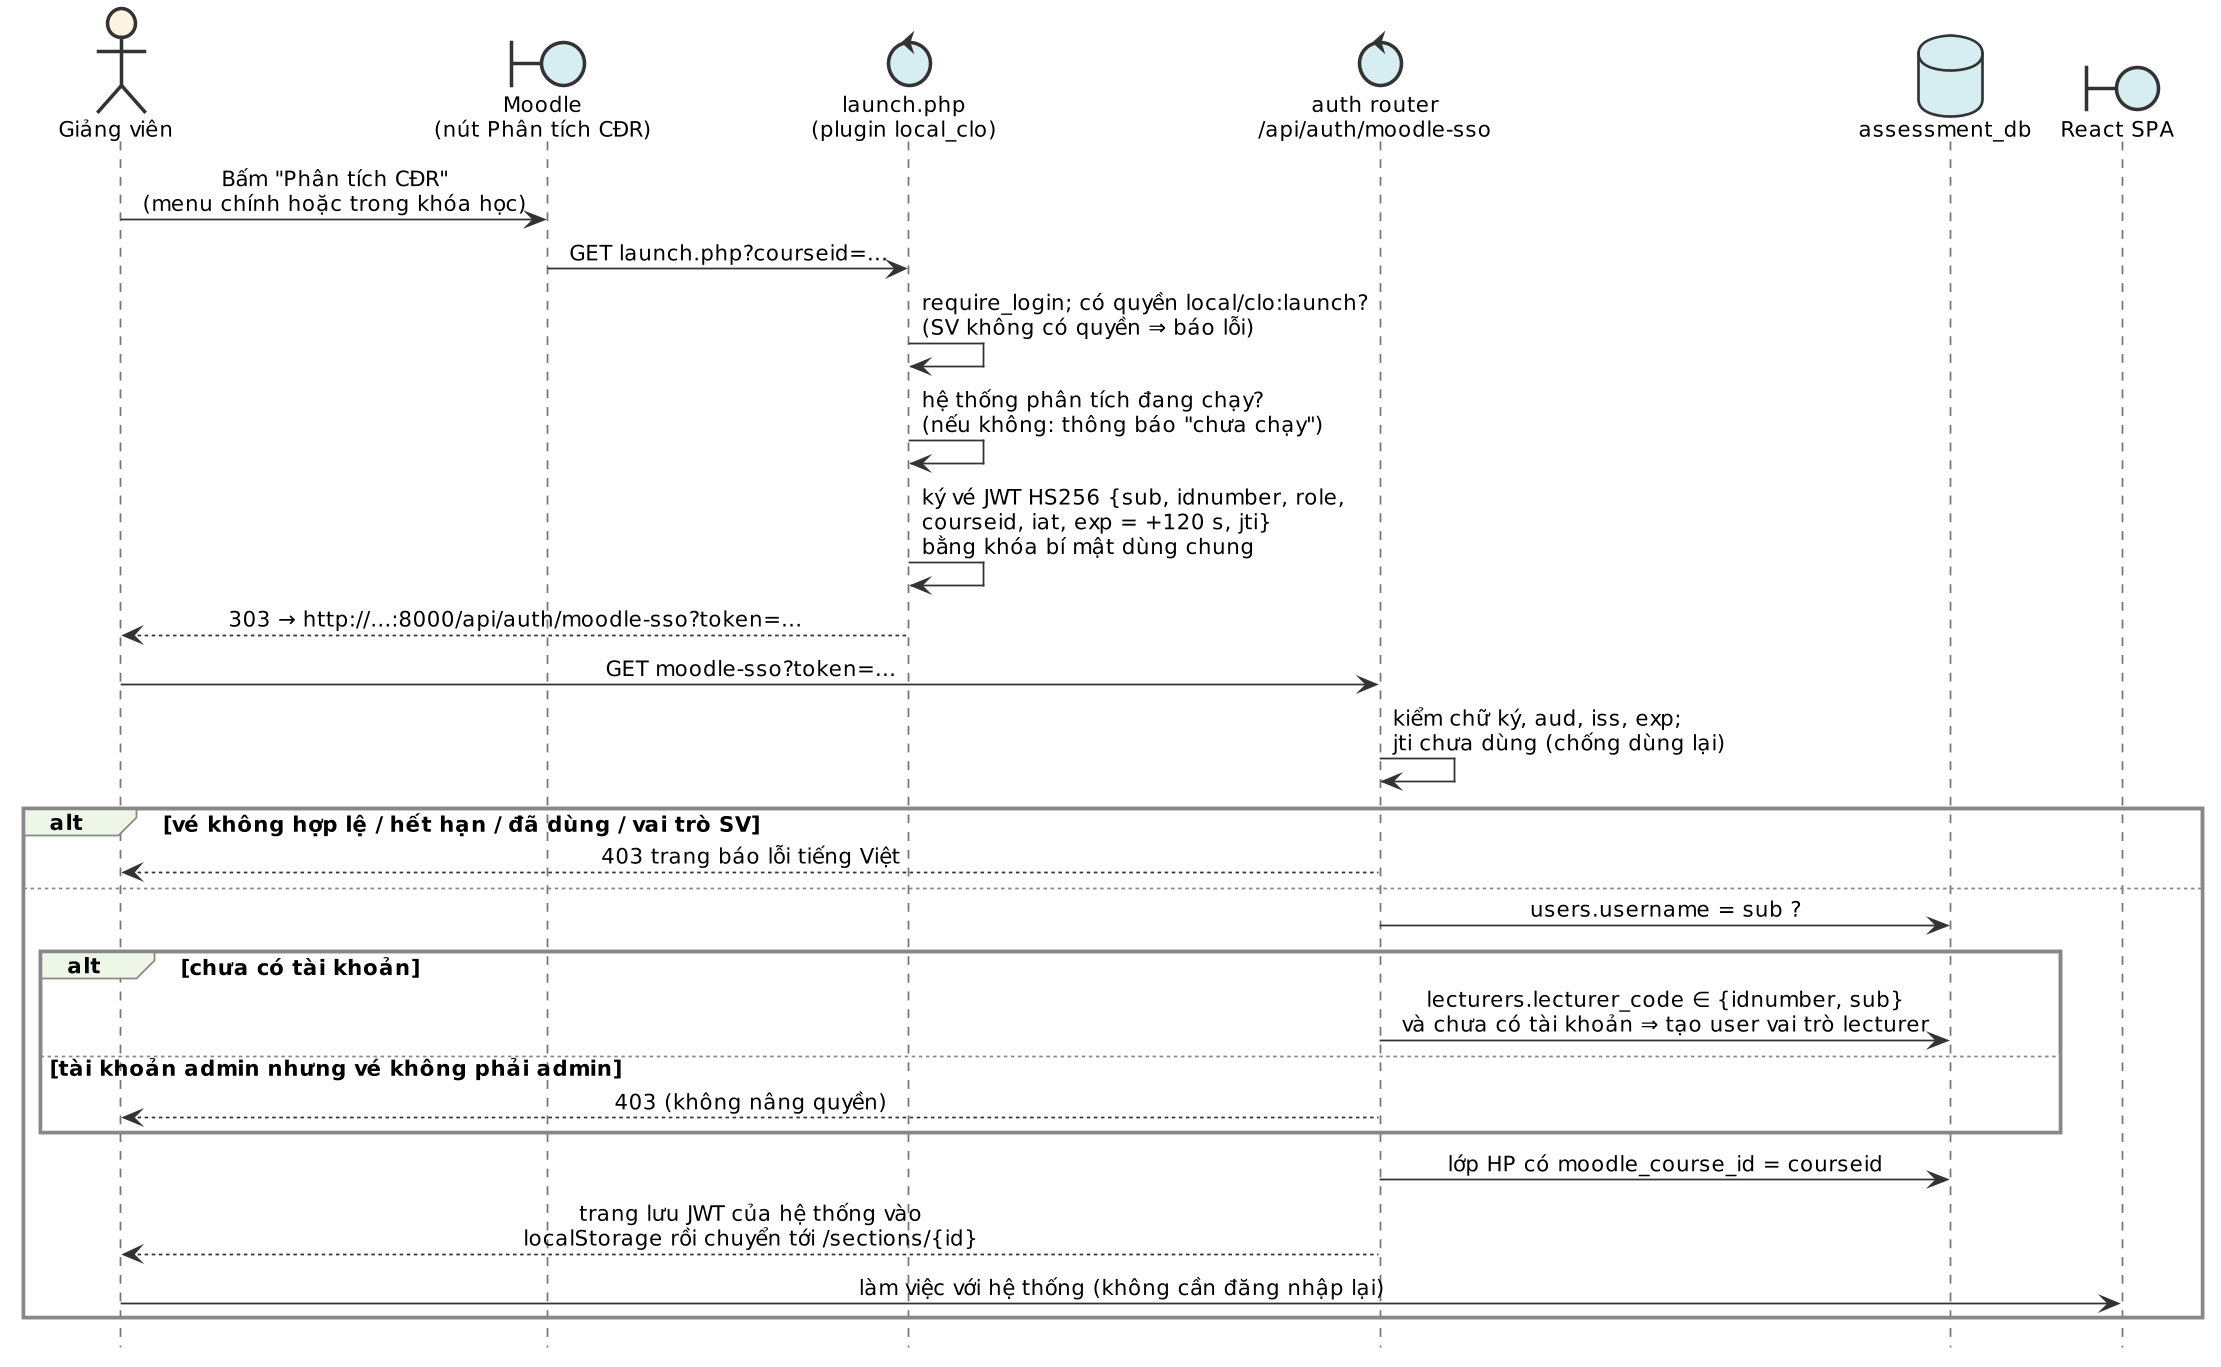 Giảng viên
Moodle
(nút Phân tích CĐR)
launch.php
(plugin local_clo)
auth router
/api/auth/moodle-sso
assessment_db
React SPA
Bấm "Phân tích CĐR"
(menu chính hoặc trong khóa học)
GET launch.php?courseid=...
require_login; có quyền local/clo:launch?
(SV không có quyền ⇒ báo lỗi)
hệ thống phân tích đang chạy?
(nếu không: thông báo "chưa chạy")
ký vé JWT HS256 {sub, idnumber, role,
courseid, iat, exp = +120 s, jti}
bằng khóa bí mật dùng chung
303 → http://...:8000/api/auth/moodle-sso?token=...
GET moodle-sso?token=...
kiểm chữ ký, aud, iss, exp;
jti chưa dùng (chống dùng lại)
alt [vé không hợp lệ / hết hạn / đã dùng / vai trò SV]
403 trang báo lỗi tiếng Việt
users.username = sub ?
alt [chưa có tài khoản]
lecturers.lecturer_code ∈ {idnumber, sub}
và chưa có tài khoản ⇒ tạo user vai trò lecturer
[tài khoản admin nhưng vé không phải admin]
403 (không nâng quyền)
lớp HP có moodle_course_id = courseid
trang lưu JWT của hệ thống vào
localStorage rồi chuyển tới /sections/{id}
làm việc với hệ thống (không cần đăng nhập lại)